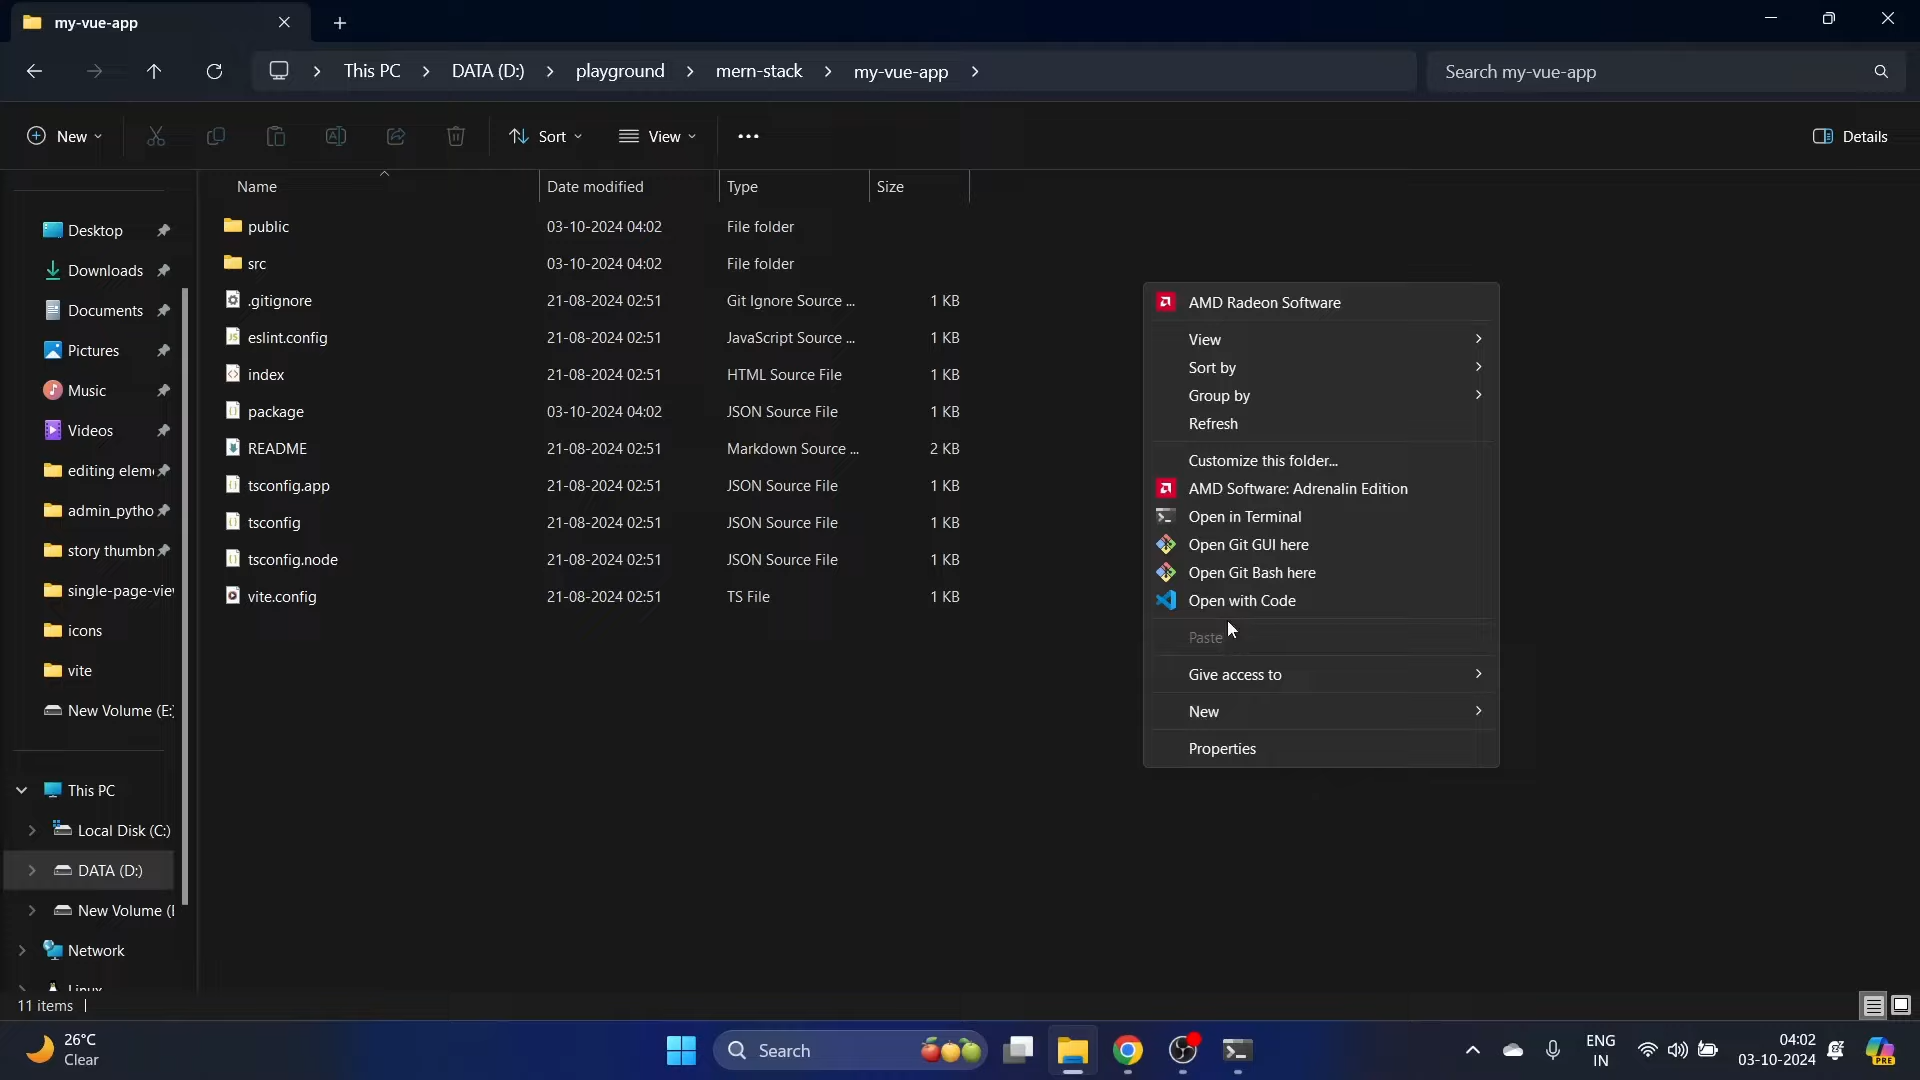 my-vue-app
This PC
DATA (D:)
playground
mern-stack
my-vue-app
Search my-vue-app
New
Sort
View
Details
Name
Date modified
Type
Size
public 03-10-2024 04:02 File folder
src 03-10-2024 04:02 File folder
.gitignore 21-08-2024 02:51 Git Ignore Source ... 1 KB
eslint.config 21-08-2024 02:51 JavaScript Source ... 1 KB
index 21-08-2024 02:51 HTML Source File 1 KB
package 03-10-2024 04:02 JSON Source File 1 KB
README 21-08-2024 02:51 Markdown Source ... 2 KB
tsconfig.app 21-08-2024 02:51 JSON Source File 1 KB
tsconfig 21-08-2024 02:51 JSON Source File 1 KB
tsconfig.node 21-08-2024 02:51 JSON Source File 1 KB
vite.config 21-08-2024 02:51 TS File 1 KB
Desktop
Downloads
Documents
Pictures
Music
Videos
editing elem
admin_pytho
story thumbn
single-page-vie
icons
vite
New Volume (E:
This PC
Local Disk (C:)
DATA (D:)
New Volume (
Network
Linux
AMD Radeon Software
View
Sort by
Group by
Refresh
Customize this folder...
AMD Software: Adrenalin Edition
Open in Terminal
Open Git GUI here
Open Git Bash here
Open with Code
Paste
Give access to
New
Properties
11 items
26°C
Clear
Search
ENG
IN
04:02
03-10-2024
PRE